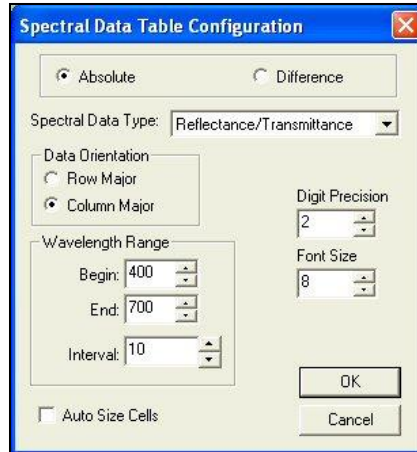 Spectral Data Table Configuration
Absolute Difference
Spectral Data Type: Reflectance/Transmittance
Data Orientation
Row Major
Column Major
Digit Precision
2
Wavelength Range
Begin: 400
End: 700
Interval: 10
Font Size
8
Auto Size Cells
OK
Cancel